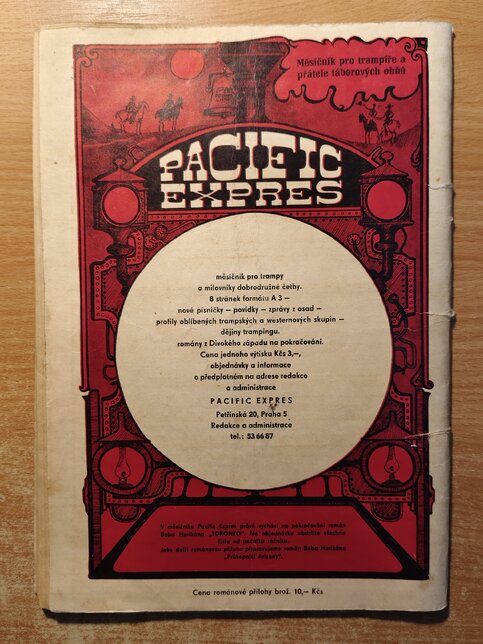 Měsíčník pro trampíře a
přátele táborových ohňů
PACIFIC
EXPRES
měsíčník pro trampy
a milovníky dobrodružné četby.
8 stránek formátu A 3 —
nové písničky — povídky — zprávy z osad —
profily oblíbených trampských a westernových skupin —
dějiny trampingu.
romány z Divokého západu na pokračování.
Cena jednoho výtisku Kčs 3,—,
objednávky a informace
o předplatném na adrese redakce
a administrace
PACIFIC EXPRES
Petřínská 20, Praha 5
Redakce a administrace
tel.: 53 66 87
V měsíčníku Pacific Expres právě vychází na pokračování román
Boba Hurikána „TORONTO". Na objednávku obdržíte všechna
čísla od počátku ročníku.
Jako další románovou přílohu připravujeme román Boba Hurikána
„Průkopníci Arizony".
Cena románové přílohy brož. 10,— Kčs